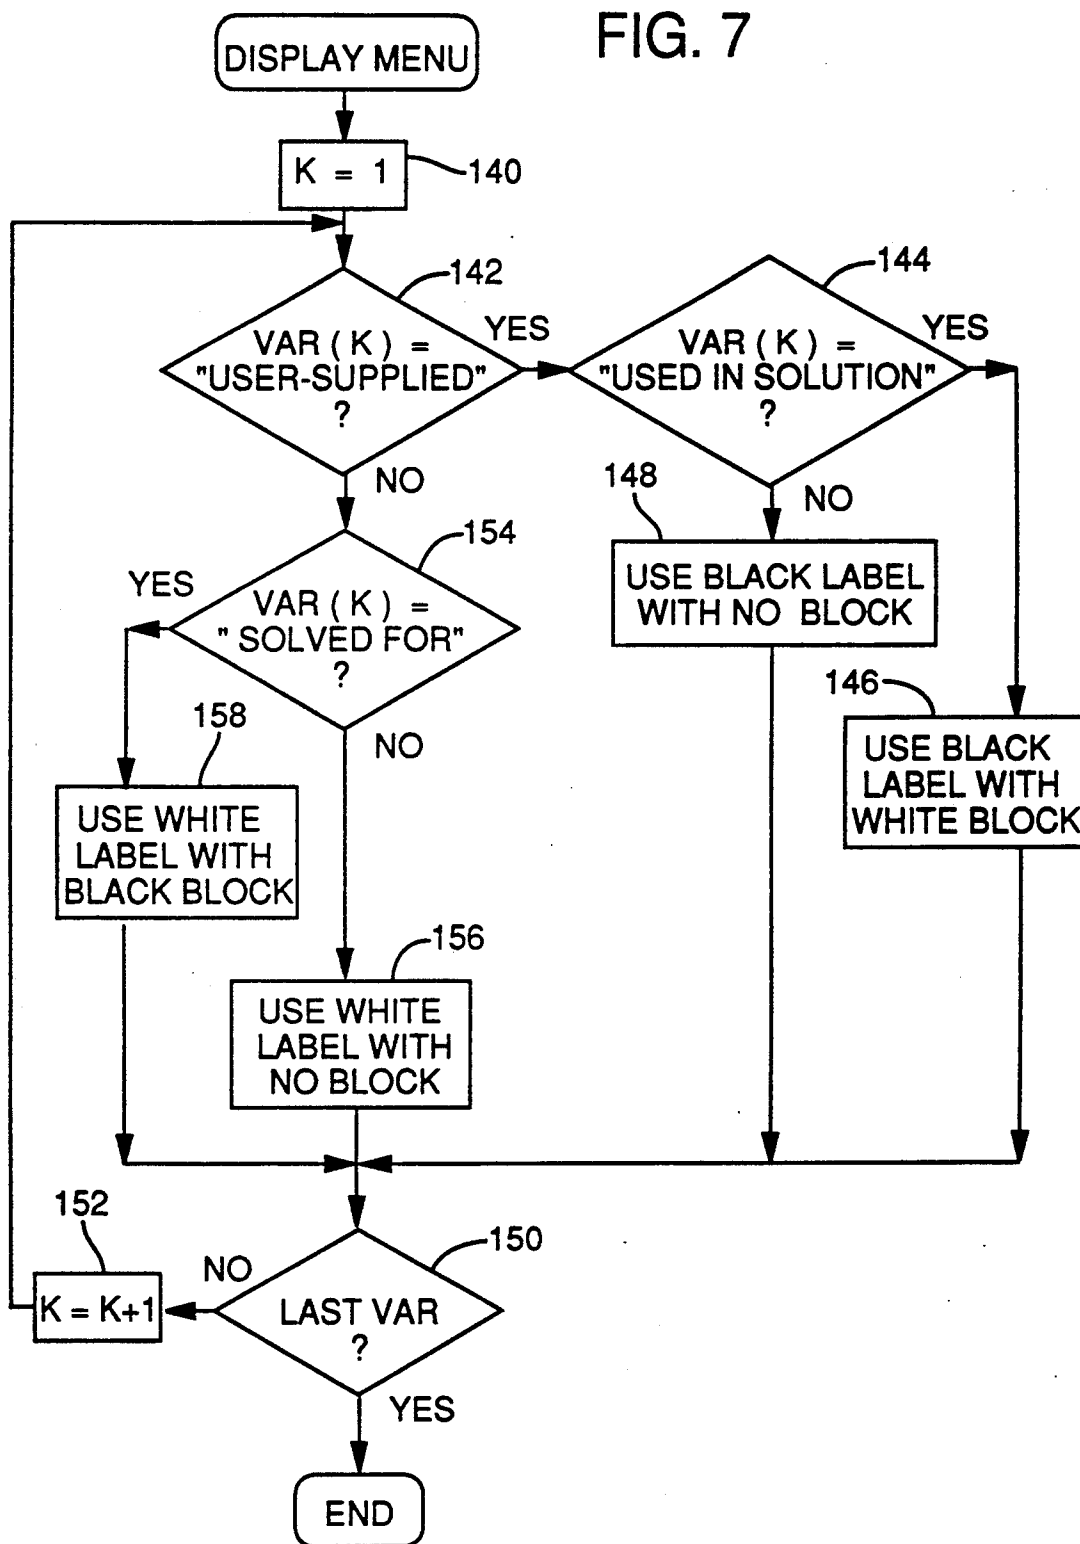 FIG. 7
DISPLAY MENU
K = 1
140
142
VAR ( K ) =
"USER-SUPPLIED"
?
YES
144
VAR ( K ) =
"USED IN SOLUTION"
?
YES
NO
NO
148
USE BLACK LABEL
WITH NO BLOCK
154
YES
VAR ( K ) =
" SOLVED FOR"
?
NO
146
USE BLACK
LABEL WITH
WHITE BLOCK
158
USE WHITE
LABEL WITH
BLACK BLOCK
156
USE WHITE
LABEL WITH
NO BLOCK
152
K = K+1
NO
150
LAST VAR
?
YES
END